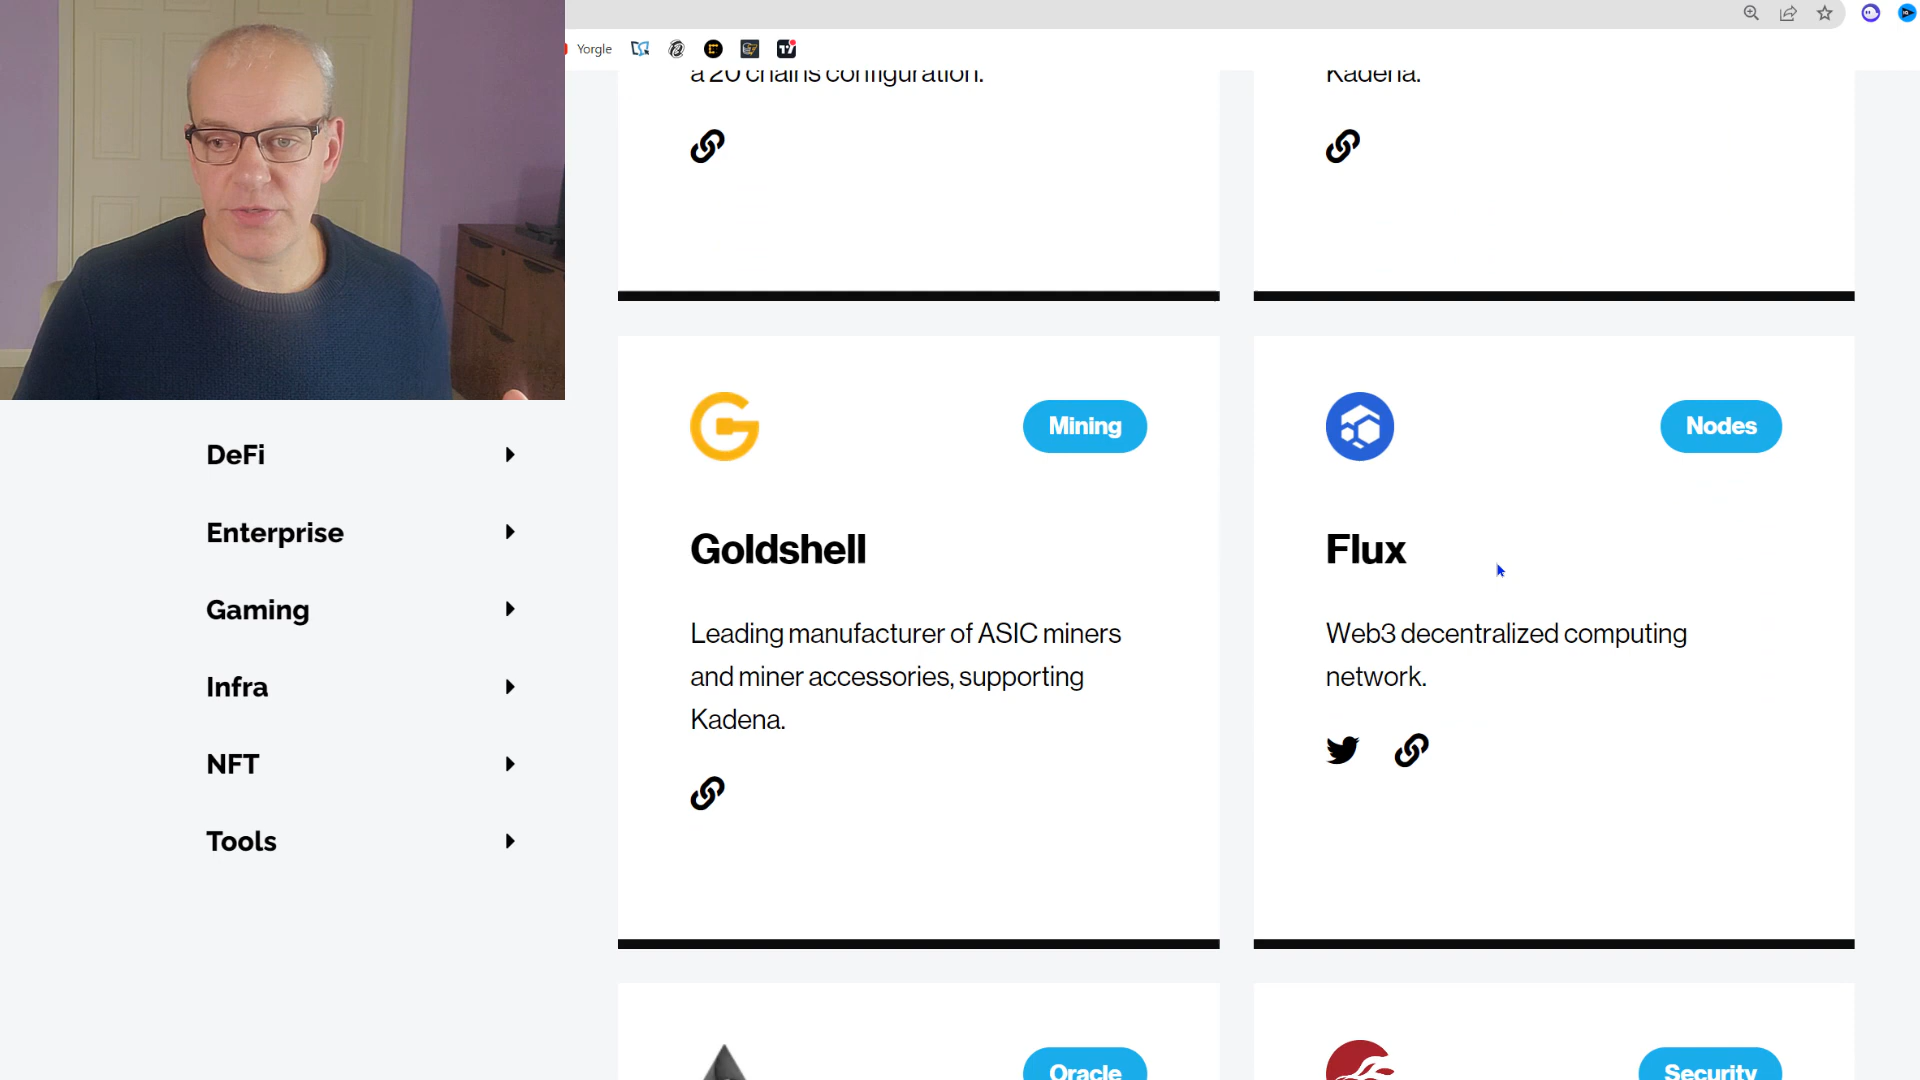 Yorgle
a 20 chains configuration.
Kadena.
DeFi
Enterprise
Gaming
Infra
NFT
Tools
Mining
Goldshell
Leading manufacturer of ASIC miners
and miner accessories, supporting
Kadena.
Nodes
Flux
Web3 decentralized computing
network.
Oracle
Security